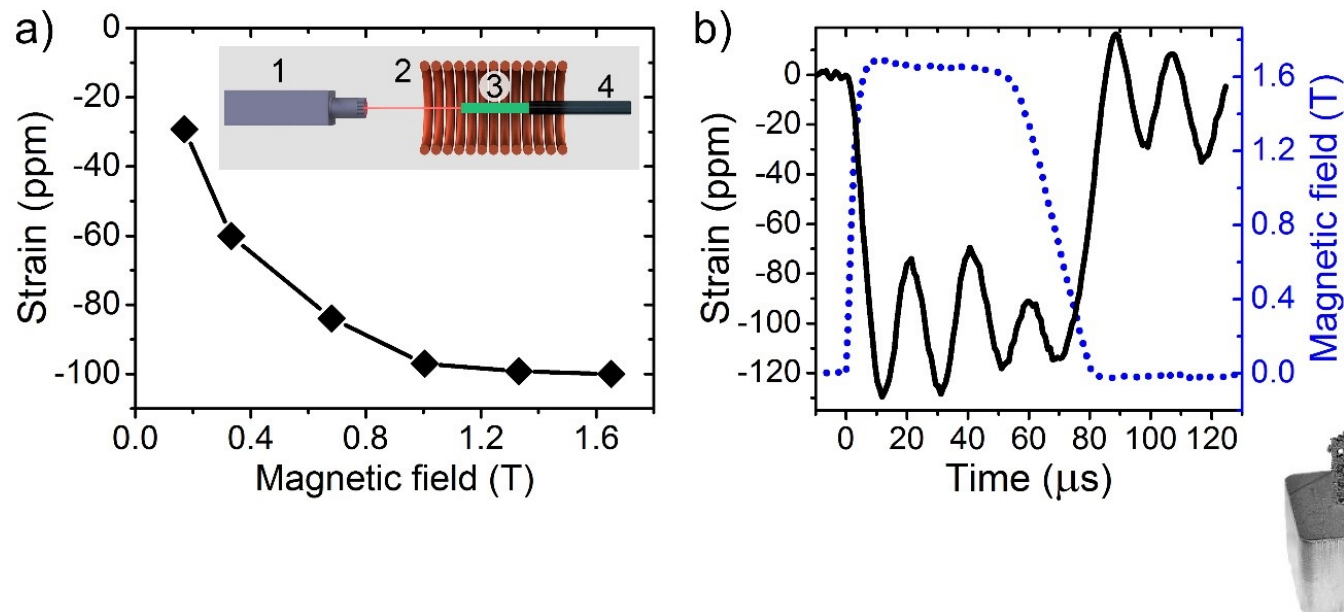 a)
0
-20
-40
-60
-80
-100
Strain (ppm)
0.0 0.4 0.8 1.2 1.6
Magnetic field (T)
1 2 3 4
b)
0
-20
-40
-60
-80
-100
-120
Strain (ppm)
0 20 40 60 80 100 120
Time (μs)
1.6
1.2
0.8
0.4
0.0
Magnetic field (T)